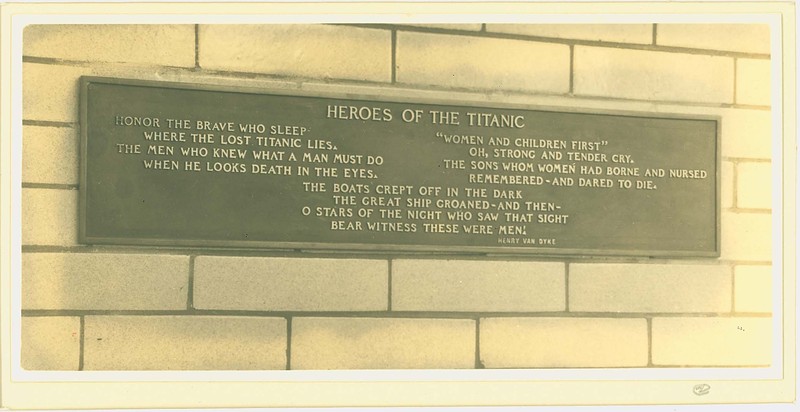 HEROES OF THE TITANIC
HONOR THE BRAVE WHO SLEEP
WHERE THE LOST TITANIC LIES.
THE MEN WHO KNEW WHAT A MAN MUST DO
WHEN HE LOOKS DEATH IN THE EYES.
"WOMEN AND CHILDREN FIRST"
OH, STRONG AND TENDER CRY.
THE SONS WHOM WOMEN HAD BORNE AND NURSED
REMEMBERED-AND DARED TO DIE.
THE BOATS CREPT OFF IN THE DARK
THE GREAT SHIP GROANED-AND THEN-
O STARS OF THE NIGHT WHO SAW THAT SIGHT
BEAR WITNESS THESE WERE MEN!
HENRY VAN DYKE